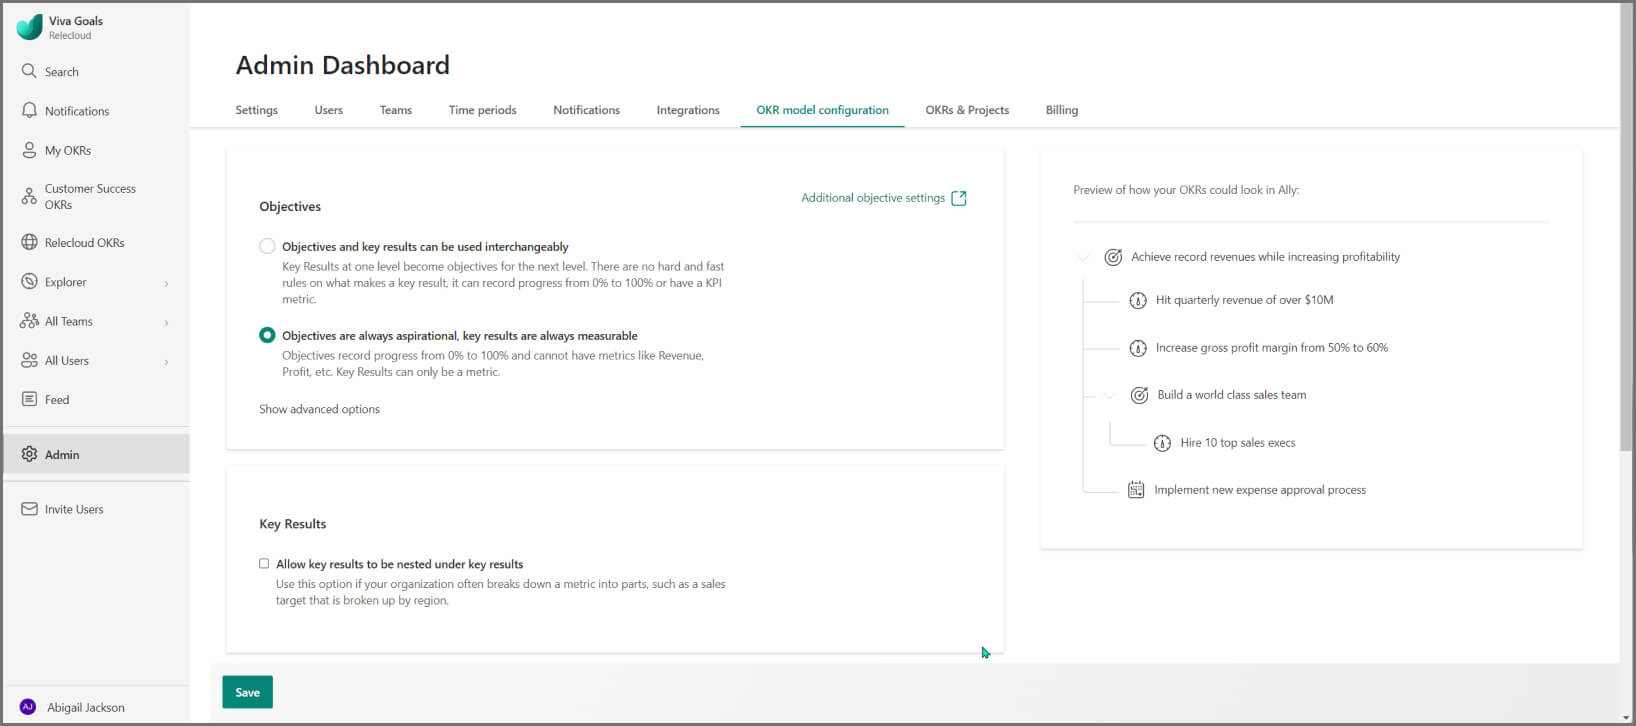 Viva Goals
Relecloud
Search
Notifications
My OKRs
Customer Success
OKRs
Relecloud OKRs
Explorer
All Teams
All Users
Feed
Admin
Invite Users
AJ Abigail Jackson
Admin Dashboard
Settings Users Teams Time periods Notifications Integrations OKR model configuration OKRs & Projects Billing
Objectives
Additional objective settings
Objectives and key results can be used interchangeably
Key Results at one level become objectives for the next level. There are no hard and fast
rules on what makes a key result, it can record progress from 0% to 100% or have a KPI
metric.
Objectives are always aspirational, key results are always measurable
Objectives record progress from 0% to 100% and cannot have metrics like Revenue,
Profit, etc. Key Results can only be a metric.
Show advanced options
Key Results
Allow key results to be nested under key results
Use this option if your organization often breaks down a metric into parts, such as a sales
target that is broken up by region.
Save
Preview of how your OKRs could look in Ally:
Achieve record revenues while increasing profitability
Hit quarterly revenue of over $10M
Increase gross profit margin from 50% to 60%
Build a world class sales team
Hire 10 top sales execs
Implement new expense approval process